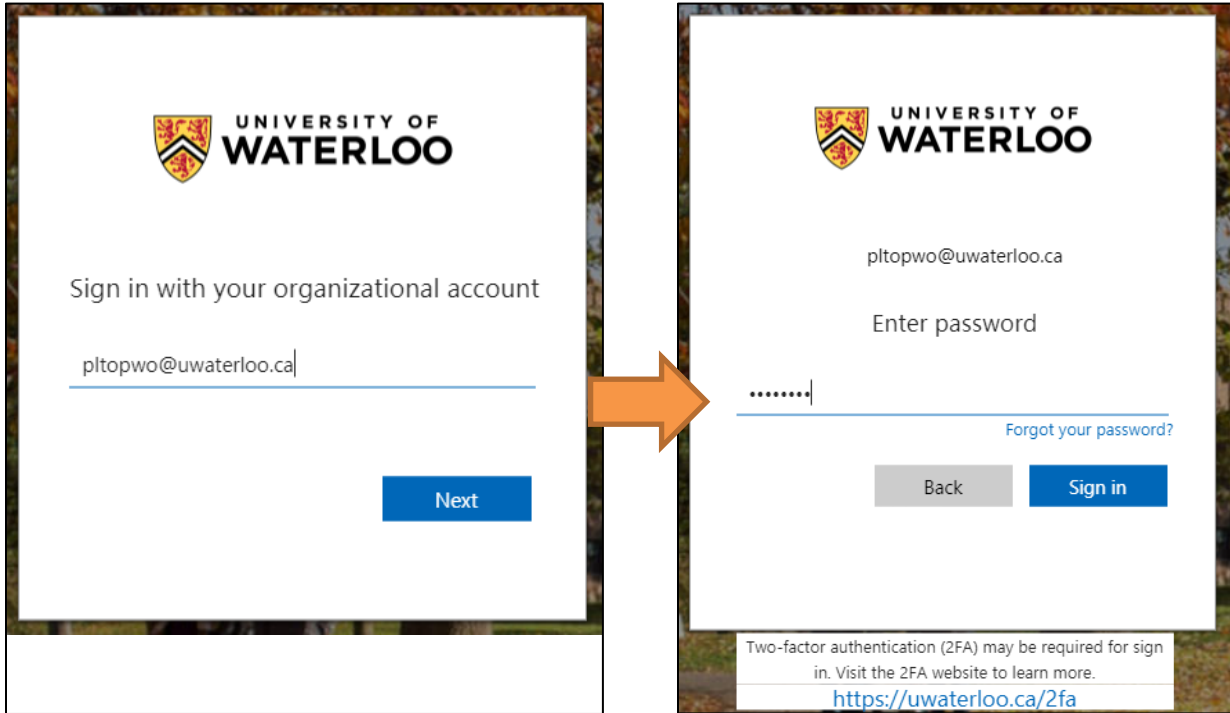 UNIVERSITY OF
WATERLOO
Sign in with your organizational account
pltopwo@uwaterloo.ca
Next
UNIVERSITY OF
WATERLOO
pltopwo@uwaterloo.ca
Enter password
••••••••
Forgot your password?
Back
Sign in
Two-factor authentication (2FA) may be required for sign
in. Visit the 2FA website to learn more.
https://uwaterloo.ca/2fa